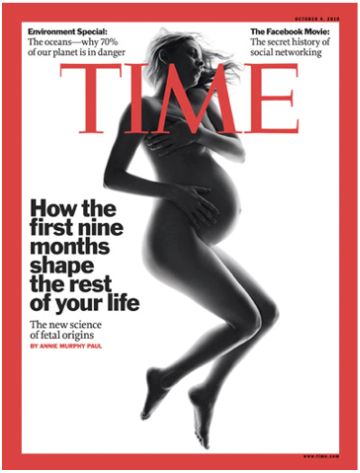 OCTOBER 4, 2010
Environment Special:
The oceans—why 70%
of our planet is in danger
The Facebook Movie:
The secret history of
social networking
TIME
How the
first nine
months
shape
the rest
of your life
The new science
of fetal origins
BY ANNIE MURPHY PAUL
WWW.TIME.COM